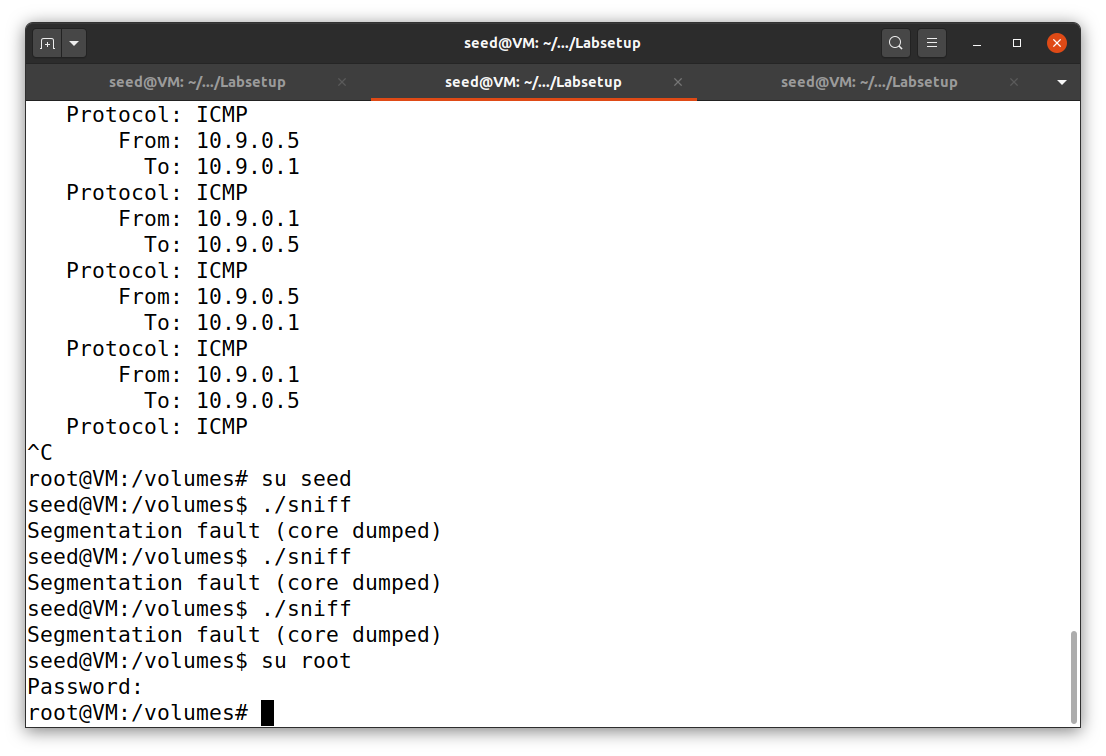 seed@VM: ~/.../Labsetup
seed@VM: ~/.../Labsetup
seed@VM: ~/.../Labsetup
seed@VM: ~/.../Labsetup
Protocol: ICMP
From: 10.9.0.5
To: 10.9.0.1
Protocol: ICMP
From: 10.9.0.1
To: 10.9.0.5
Protocol: ICMP
From: 10.9.0.5
To: 10.9.0.1
Protocol: ICMP
From: 10.9.0.1
To: 10.9.0.5
Protocol: ICMP
^C
root@VM:/volumes# su seed
seed@VM:/volumes$ ./sniff
Segmentation fault (core dumped)
seed@VM:/volumes$ ./sniff
Segmentation fault (core dumped)
seed@VM:/volumes$ ./sniff
Segmentation fault (core dumped)
seed@VM:/volumes$ su root
Password:
root@VM:/volumes#